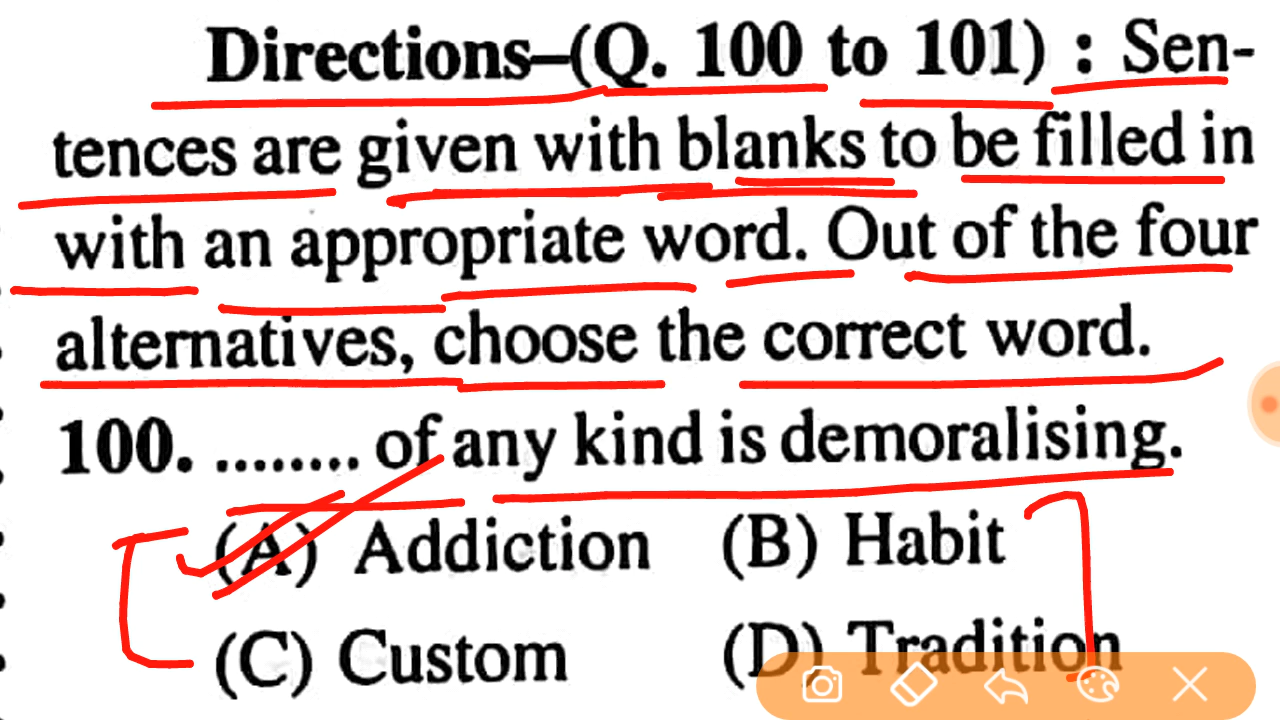 Directions–(Q. 100 to 101) : Sen-
tences are given with blanks to be filled in
with an appropriate word. Out of the four
alternatives, choose the correct word.
100. ........ of any kind is demoralising.
(A) Addiction (B) Habit
(C) Custom (D) Tradition